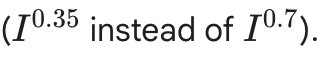 (I^0.35 instead of I^0.7).